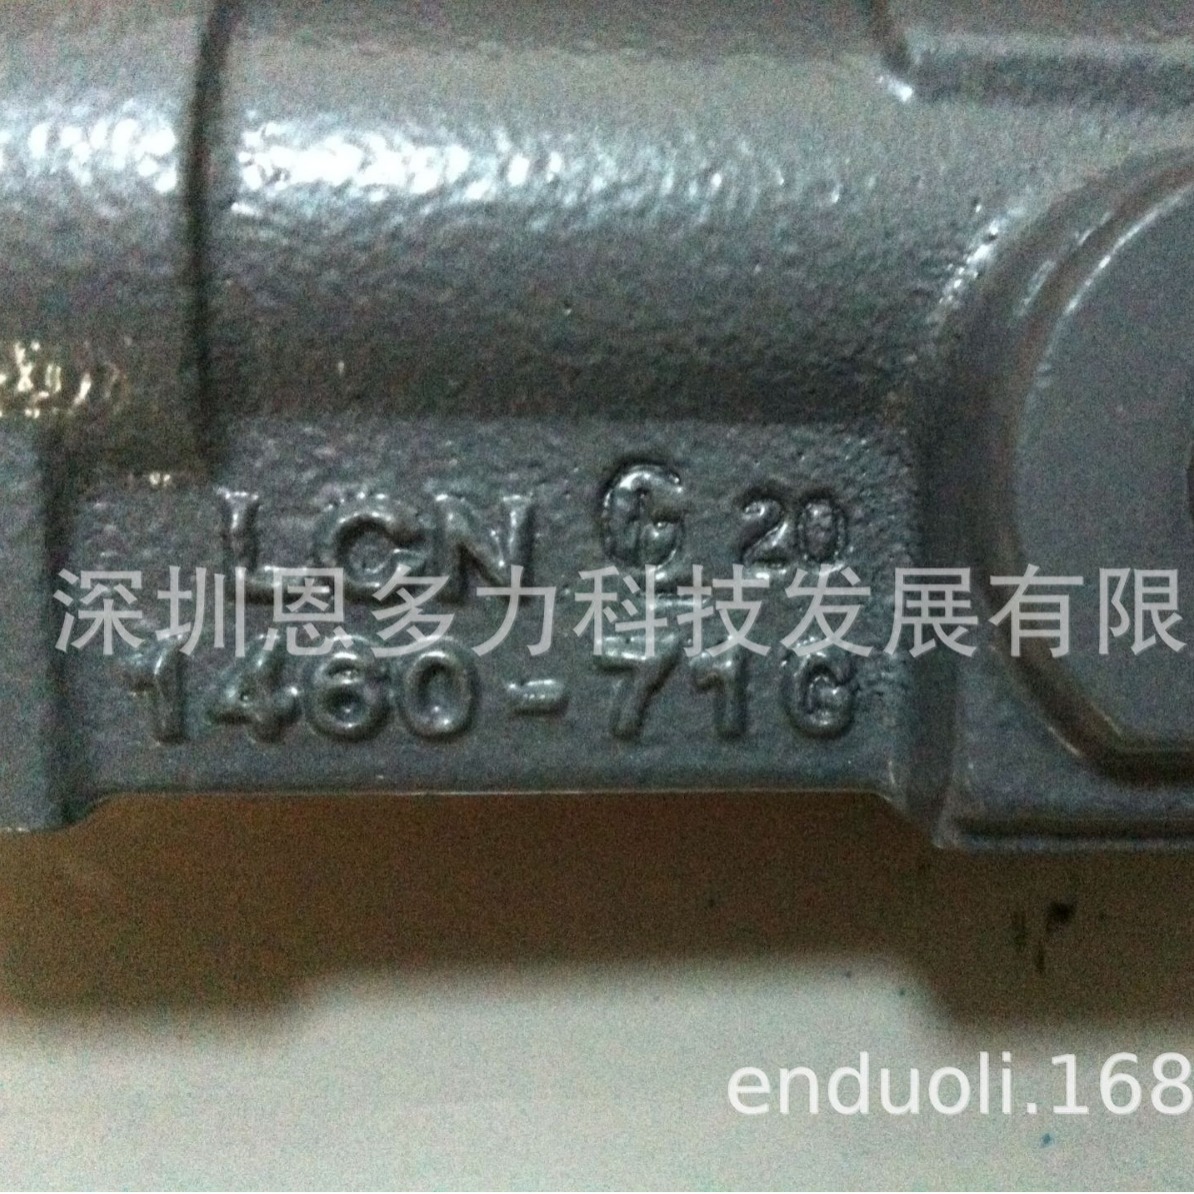 LCN G 20
深圳恩多力科技发展有限
1460-71G
enduoli.168